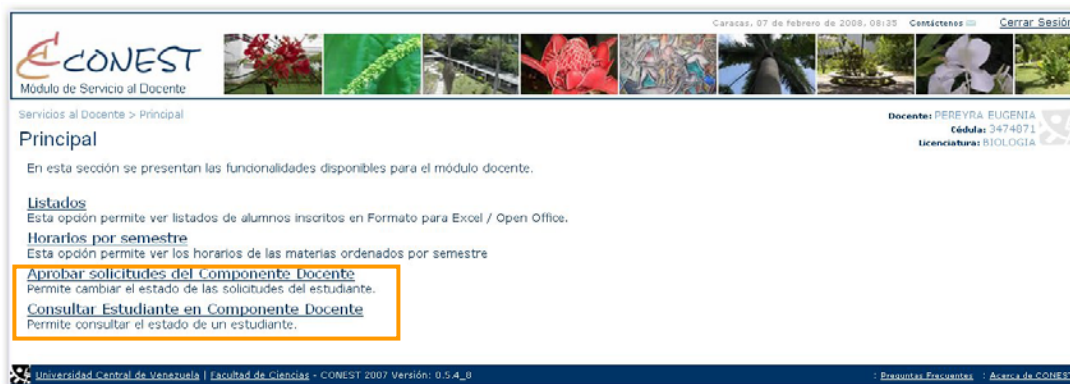 Caracas, 07 de febrero de 2008, 08:35 Contáctenos Cerrar Sesión
CONEST
Módulo de Servicio al Docente
Servicios al Docente > Principal
Docente: PEREYRA EUGENIA
Cédula: 3474871
Licenciatura: BIOLOGIA
Principal
En esta sección se presentan las funcionalidades disponibles para el módulo docente.
Listados
Esta opción permite ver listados de alumnos inscritos en Formato para Excel / Open Office.
Horarios por semestre
Esta opción permite ver los horarios de las materias ordenados por semestre
Aprobar solicitudes del Componente Docente
Permite cambiar el estado de las solicitudes del estudiante.
Consultar Estudiante en Componente Docente
Permite consultar el estado de un estudiante.
Universidad Central de Venezuela | Facultad de Ciencias - CONEST 2007 Versión: 0.5.4_8 : Preguntas Frecuentes : Acerca de CONEST